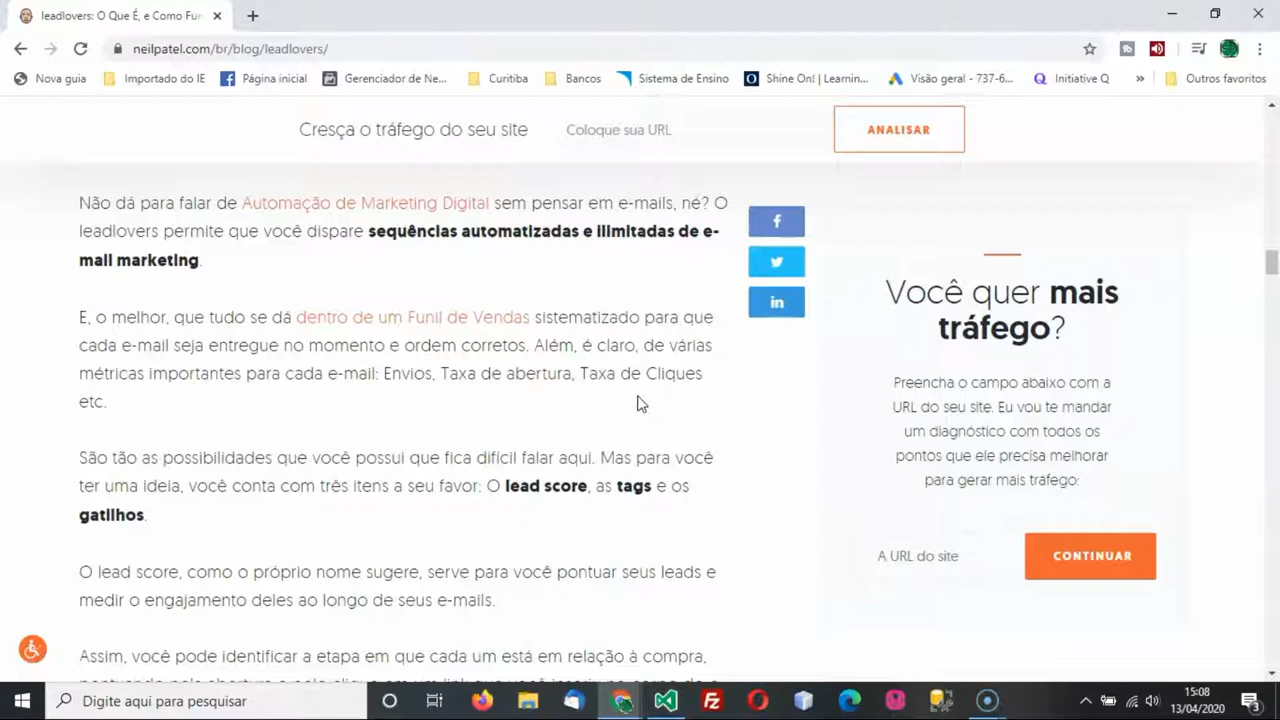 leadlovers: O Que É, e Como Fun
neilpatel.com/br/blog/leadlovers/
Nova guia
Importado do IE
Página inicial
Gerenciador de Ne...
Curitiba
Bancos
Sistema de Ensino
Shine On! | Learnin...
Visão geral - 737-6...
Initiative Q
»
Outros favoritos
Cresça o tráfego do seu site
Coloque sua URL
ANALISAR
Não dá para falar de Automação de Marketing Digital sem pensar em e-mails, né? O
leadlovers permite que você dispare sequências automatizadas e ilimitadas de e-
mail marketing.
E, o melhor, que tudo se dá dentro de um Funil de Vendas sistematizado para que
cada e-mail seja entregue no momento e ordem corretos. Além, é claro, de várias
métricas importantes para cada e-mail: Envios, Taxa de abertura, Taxa de Cliques
etc.
São tão as possibilidades que você possui que fica difícil falar aqui. Mas para você
ter uma ideia, você conta com três itens a seu favor: O lead score, as tags e os
gatilhos.
O lead score, como o próprio nome sugere, serve para você pontuar seus leads e
medir o engajamento deles ao longo de seus e-mails.
Assim, você pode identificar a etapa em que cada um está em relação à compra,
Você quer mais
tráfego?
Preencha o campo abaixo com a
URL do seu site. Eu vou te mandar
um diagnóstico com todos os
pontos que ele precisa melhorar
para gerar mais tráfego:
A URL do site
CONTINUAR
Digite aqui para pesquisar
15:08
13/04/2020
3